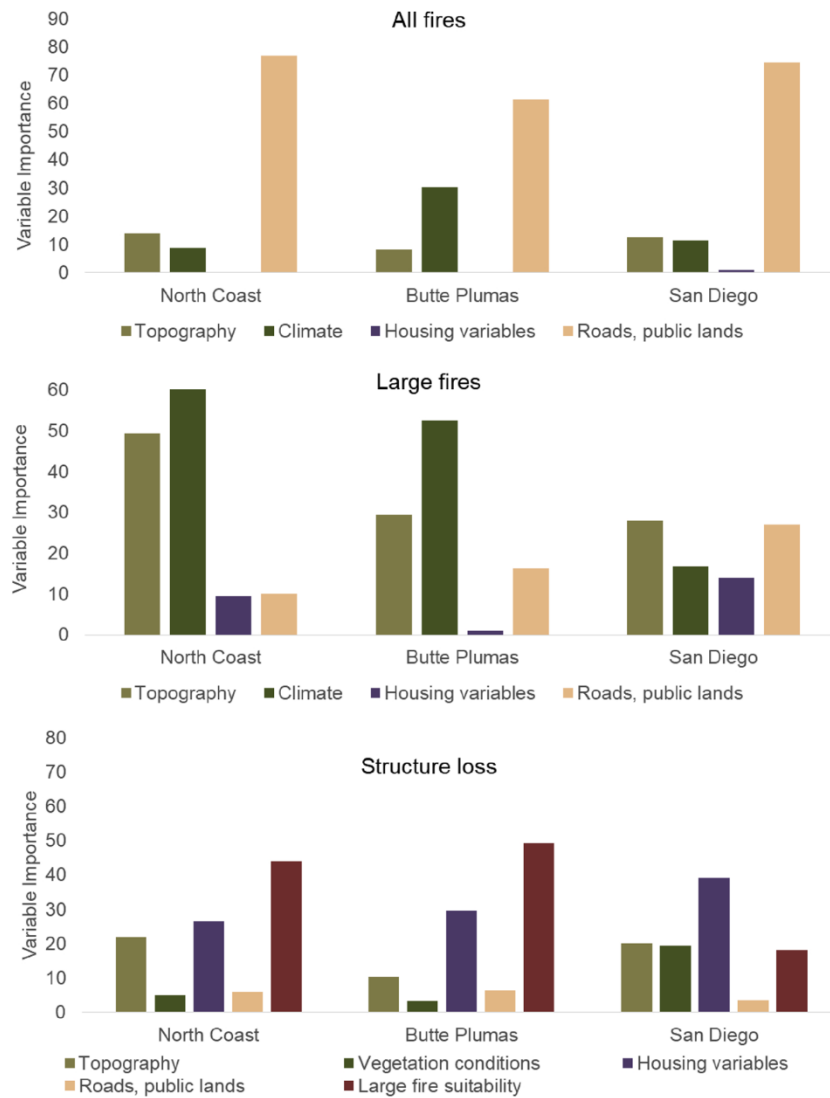 All fires
Variable Importance
90
80
70
60
50
40
30
20
10
0
North Coast Butte Plumas San Diego
Topography Climate Housing variables Roads, public lands
Large fires
Variable Importance
60
50
40
30
20
10
0
North Coast Butte Plumas San Diego
Topography Climate Housing variables Roads, public lands
Structure loss
Variable Importance
80
70
60
50
40
30
20
10
0
North Coast Butte Plumas San Diego
Topography Vegetation conditions Housing variables
Roads, public lands Large fire suitability